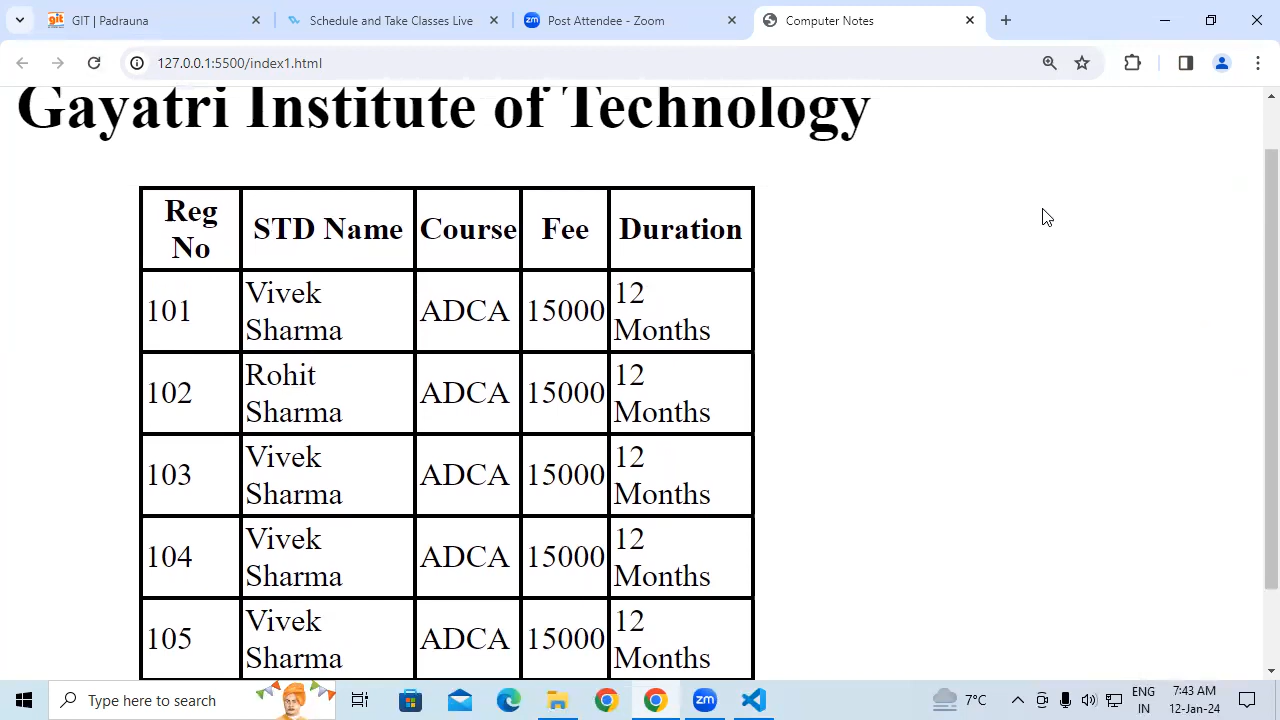 git GIT | Padrauna Schedule and Take Classes Live zm Post Attendee - Zoom Computer Notes
127.0.0.1:5500/index1.html
Gayatri Institute of Technology
Reg No STD Name Course Fee Duration
101 Vivek Sharma ADCA 15000 12 Months
102 Rohit Sharma ADCA 15000 12 Months
103 Vivek Sharma ADCA 15000 12 Months
104 Vivek Sharma ADCA 15000 12 Months
105 Vivek Sharma ADCA 15000 12 Months
Type here to search zm 7°C ENG IN 7:43 AM 12-Jan-24